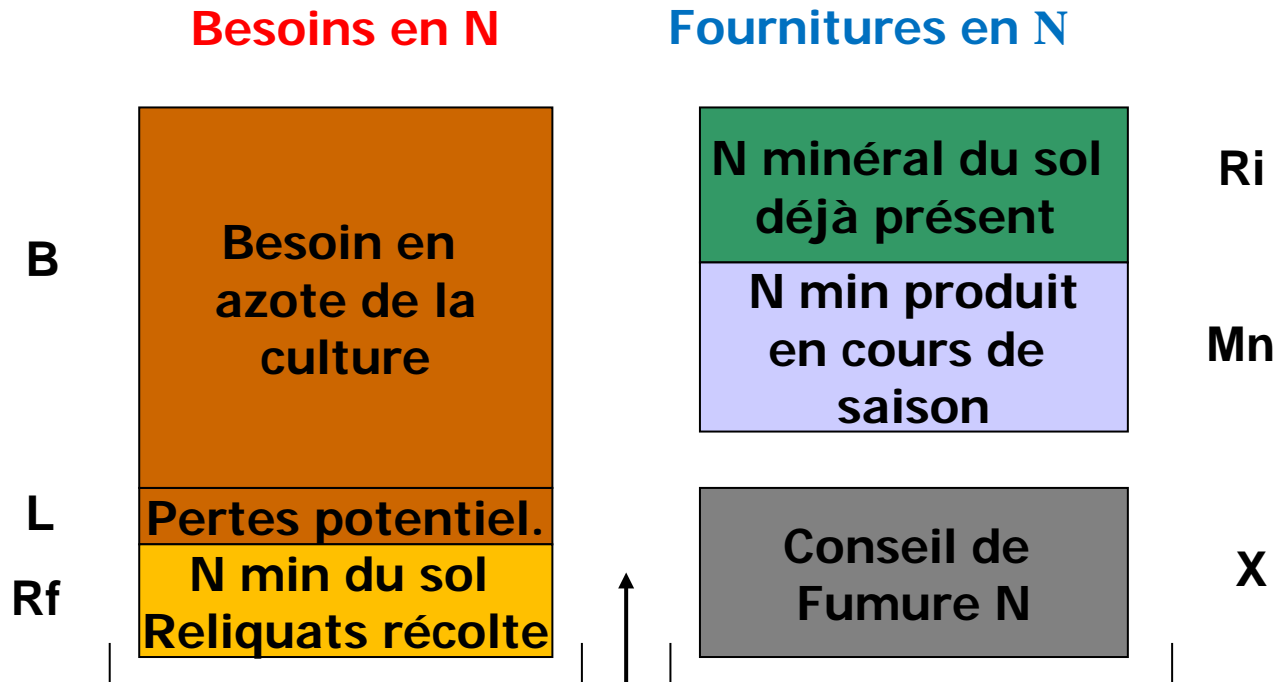 Besoins en N
Fournitures en N
B
Besoin en
azote de la
culture
L
Pertes potentiel.
Rf
N min du sol
Reliquats récolte
N minéral du sol
déjà présent
Ri
N min produit
en cours de
saison
Mn
Conseil de
Fumure N
X